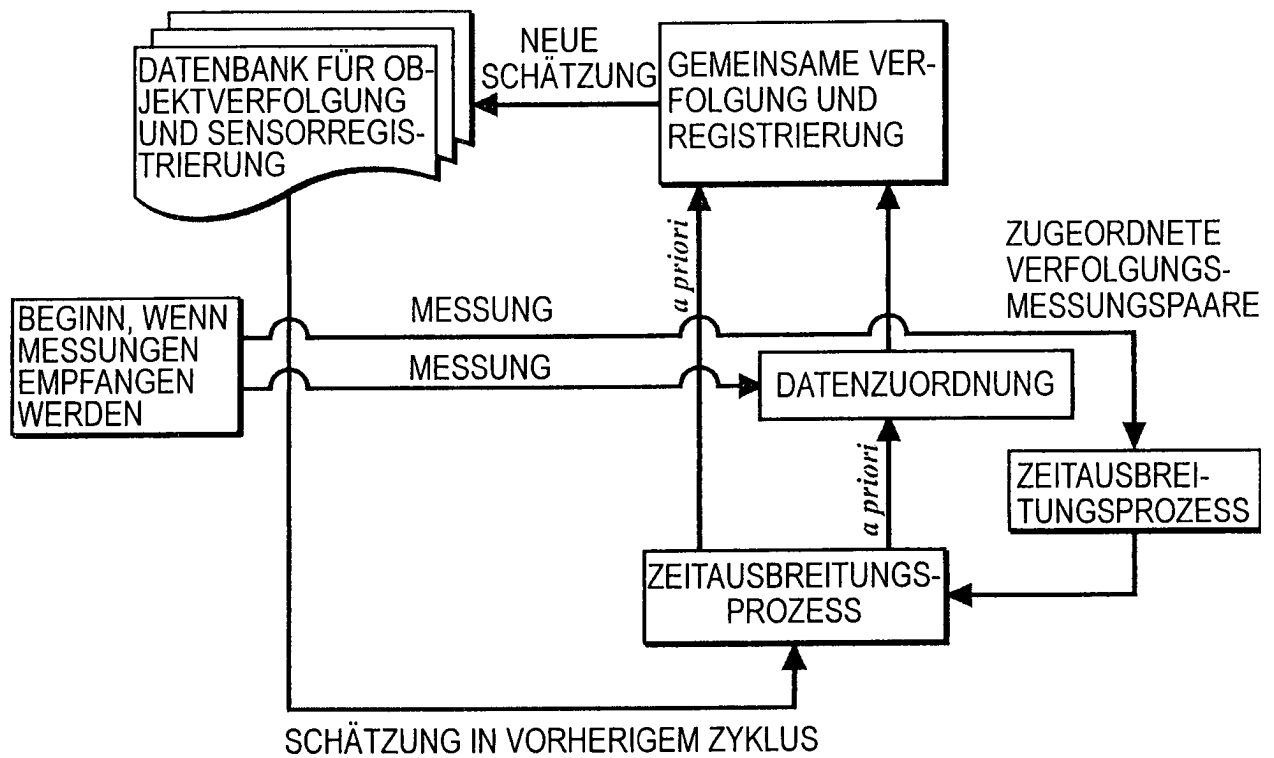 DATENBANK FÜR OB-
JEKTVERFOLGUNG
UND SENSORREGIS-
TRIERUNG
NEUE
SCHÄTZUNG
GEMEINSAME VER-
FOLGUNG UND
REGISTRIERUNG
a priori
ZUGEORDNETE
VERFOLGUNGS-
MESSUNGSPAARE
BEGINN, WENN
MESSUNGEN
EMPFANGEN
WERDEN
MESSUNG
MESSUNG
DATENZUORDNUNG
a priori
ZEITAUSBREI-
TUNGSPROZESS
ZEITAUSBREITUNGS-
PROZESS
SCHÄTZUNG IN VORHERIGEM ZYKLUS